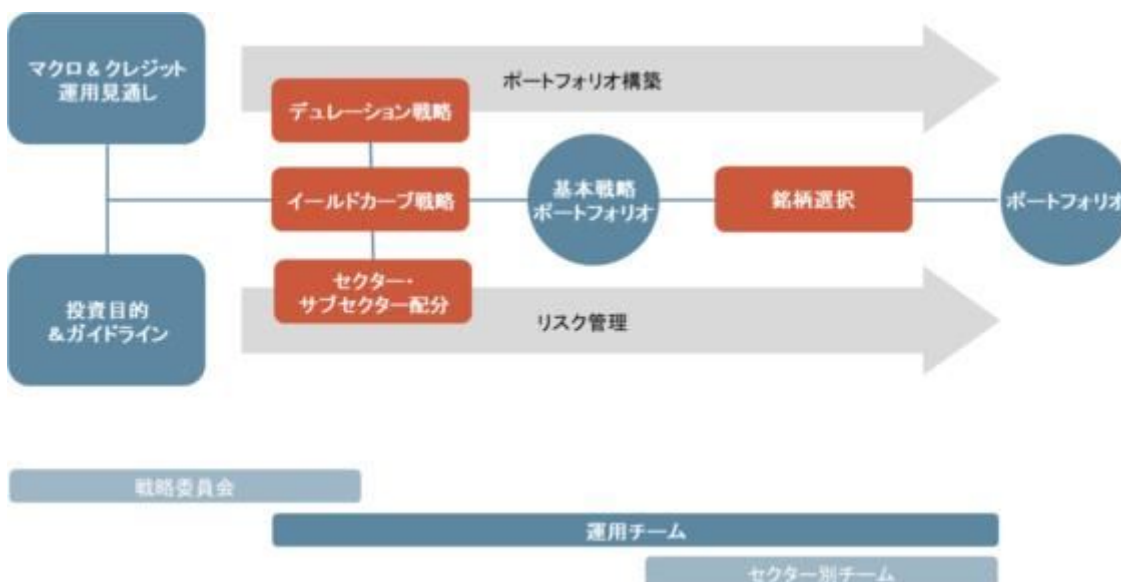 マクロ＆クレジット
運用見通し
ポートフォリオ構築
デュレーション戦略
イールドカーブ戦略
基本戦略
ポートフォリオ
銘柄選択
ポートフォリオ
セクター・
サブセクター配分
投資目的
＆ガイドライン
リスク管理
戦略委員会
運用チーム
セクター別チーム